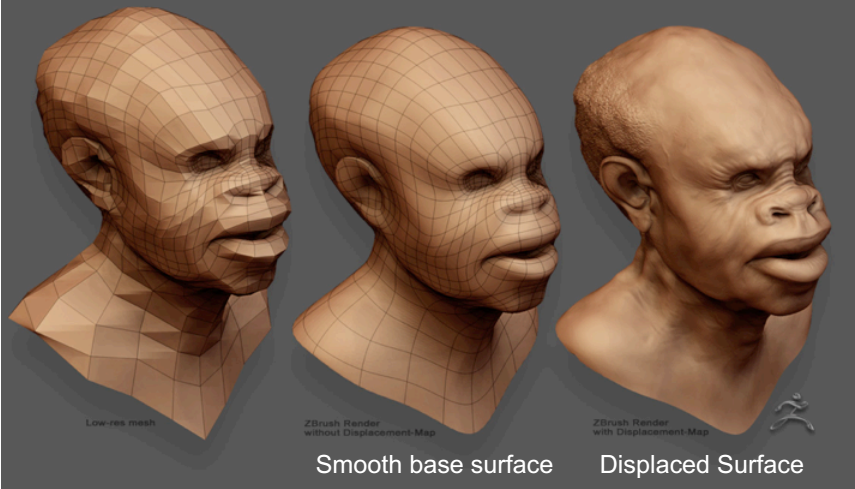 Low-res mesh
ZBrush Render
without Displacement-Map
ZBrush Render
with Displacement-Map
Smooth base surface
Displaced Surface